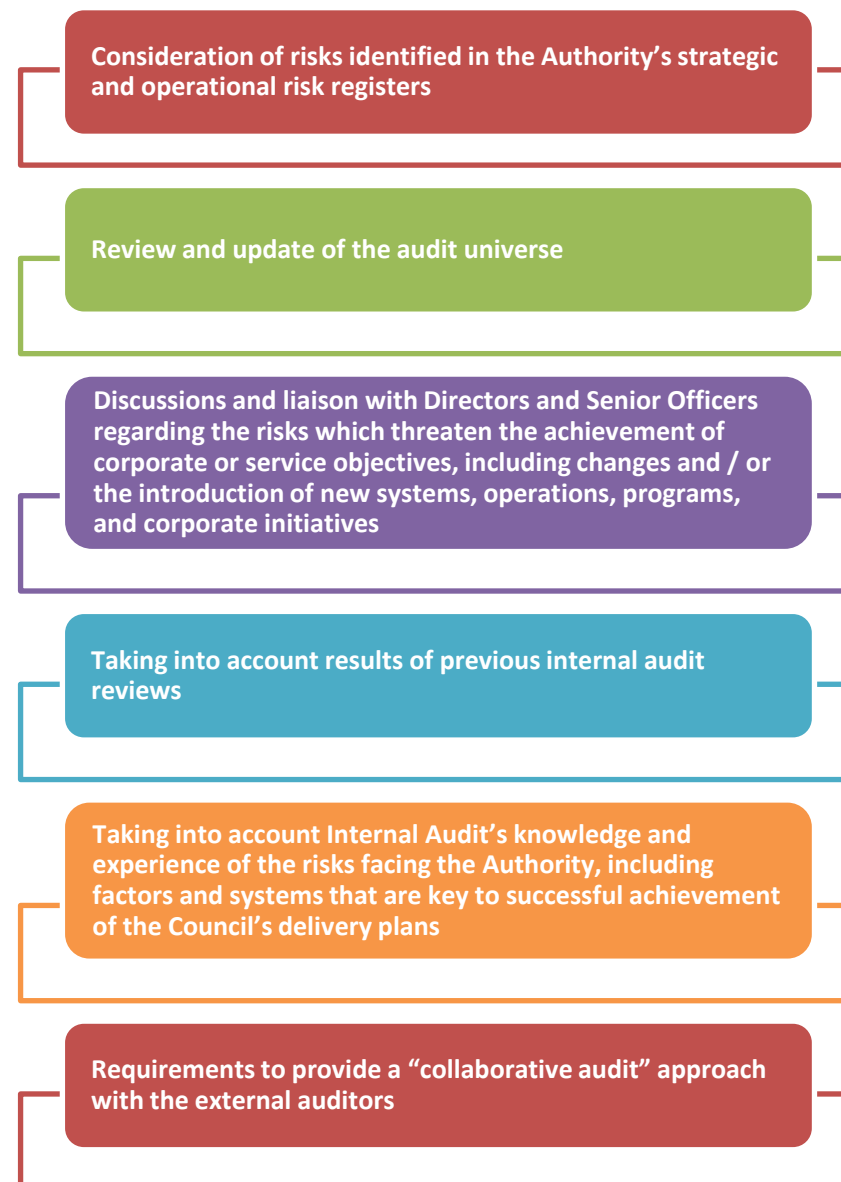 Consideration of risks identified in the Authority’s strategic
and operational risk registers
Review and update of the audit universe
Discussions and liaison with Directors and Senior Officers
regarding the risks which threaten the achievement of
corporate or service objectives, including changes and / or
the introduction of new systems, operations, programs,
and corporate initiatives
Taking into account results of previous internal audit
reviews
Taking into account Internal Audit’s knowledge and
experience of the risks facing the Authority, including
factors and systems that are key to successful achievement
of the Council’s delivery plans
Requirements to provide a “collaborative audit” approach
with the external auditors